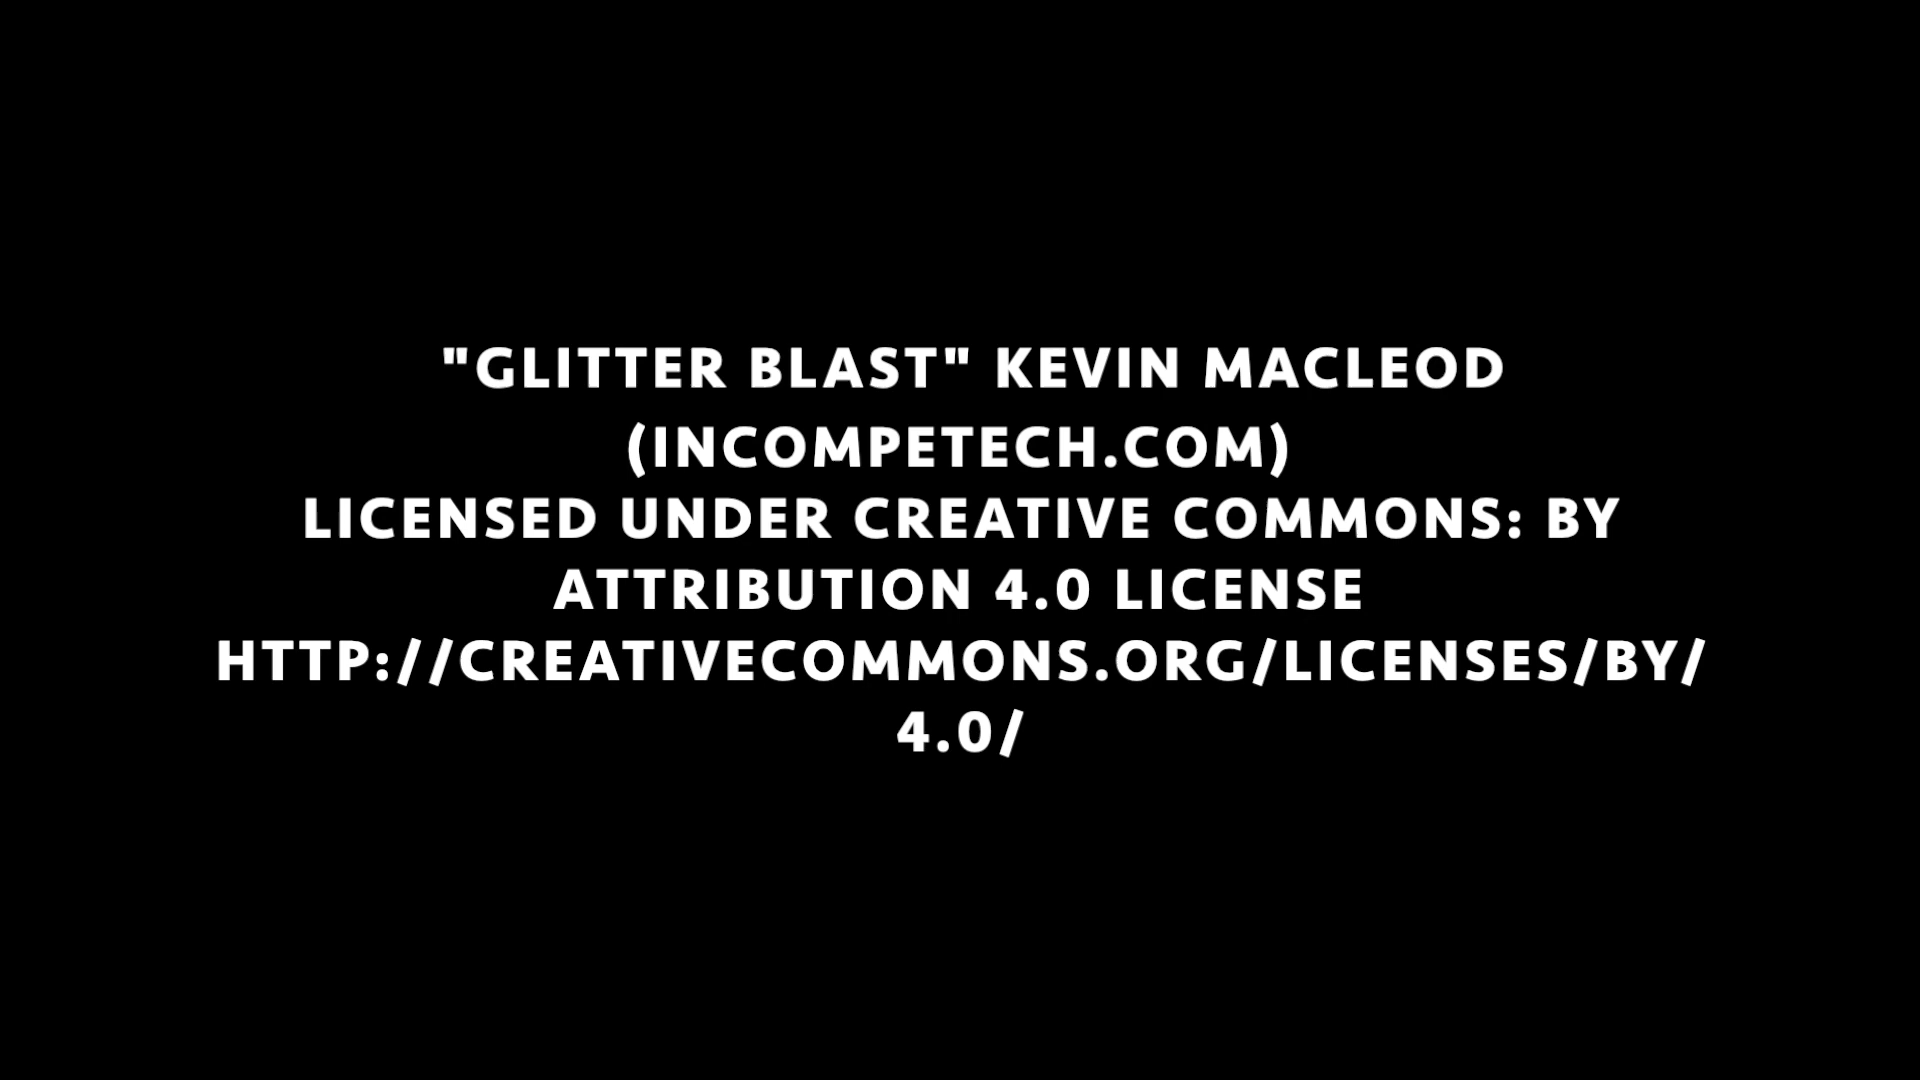 "GLITTER BLAST" KEVIN MACLEOD
(INCOMPETECH.COM)
LICENSED UNDER CREATIVE COMMONS: BY
ATTRIBUTION 4.0 LICENSE
HTTP://CREATIVECOMMONS.ORG/LICENSES/BY/
4.0/